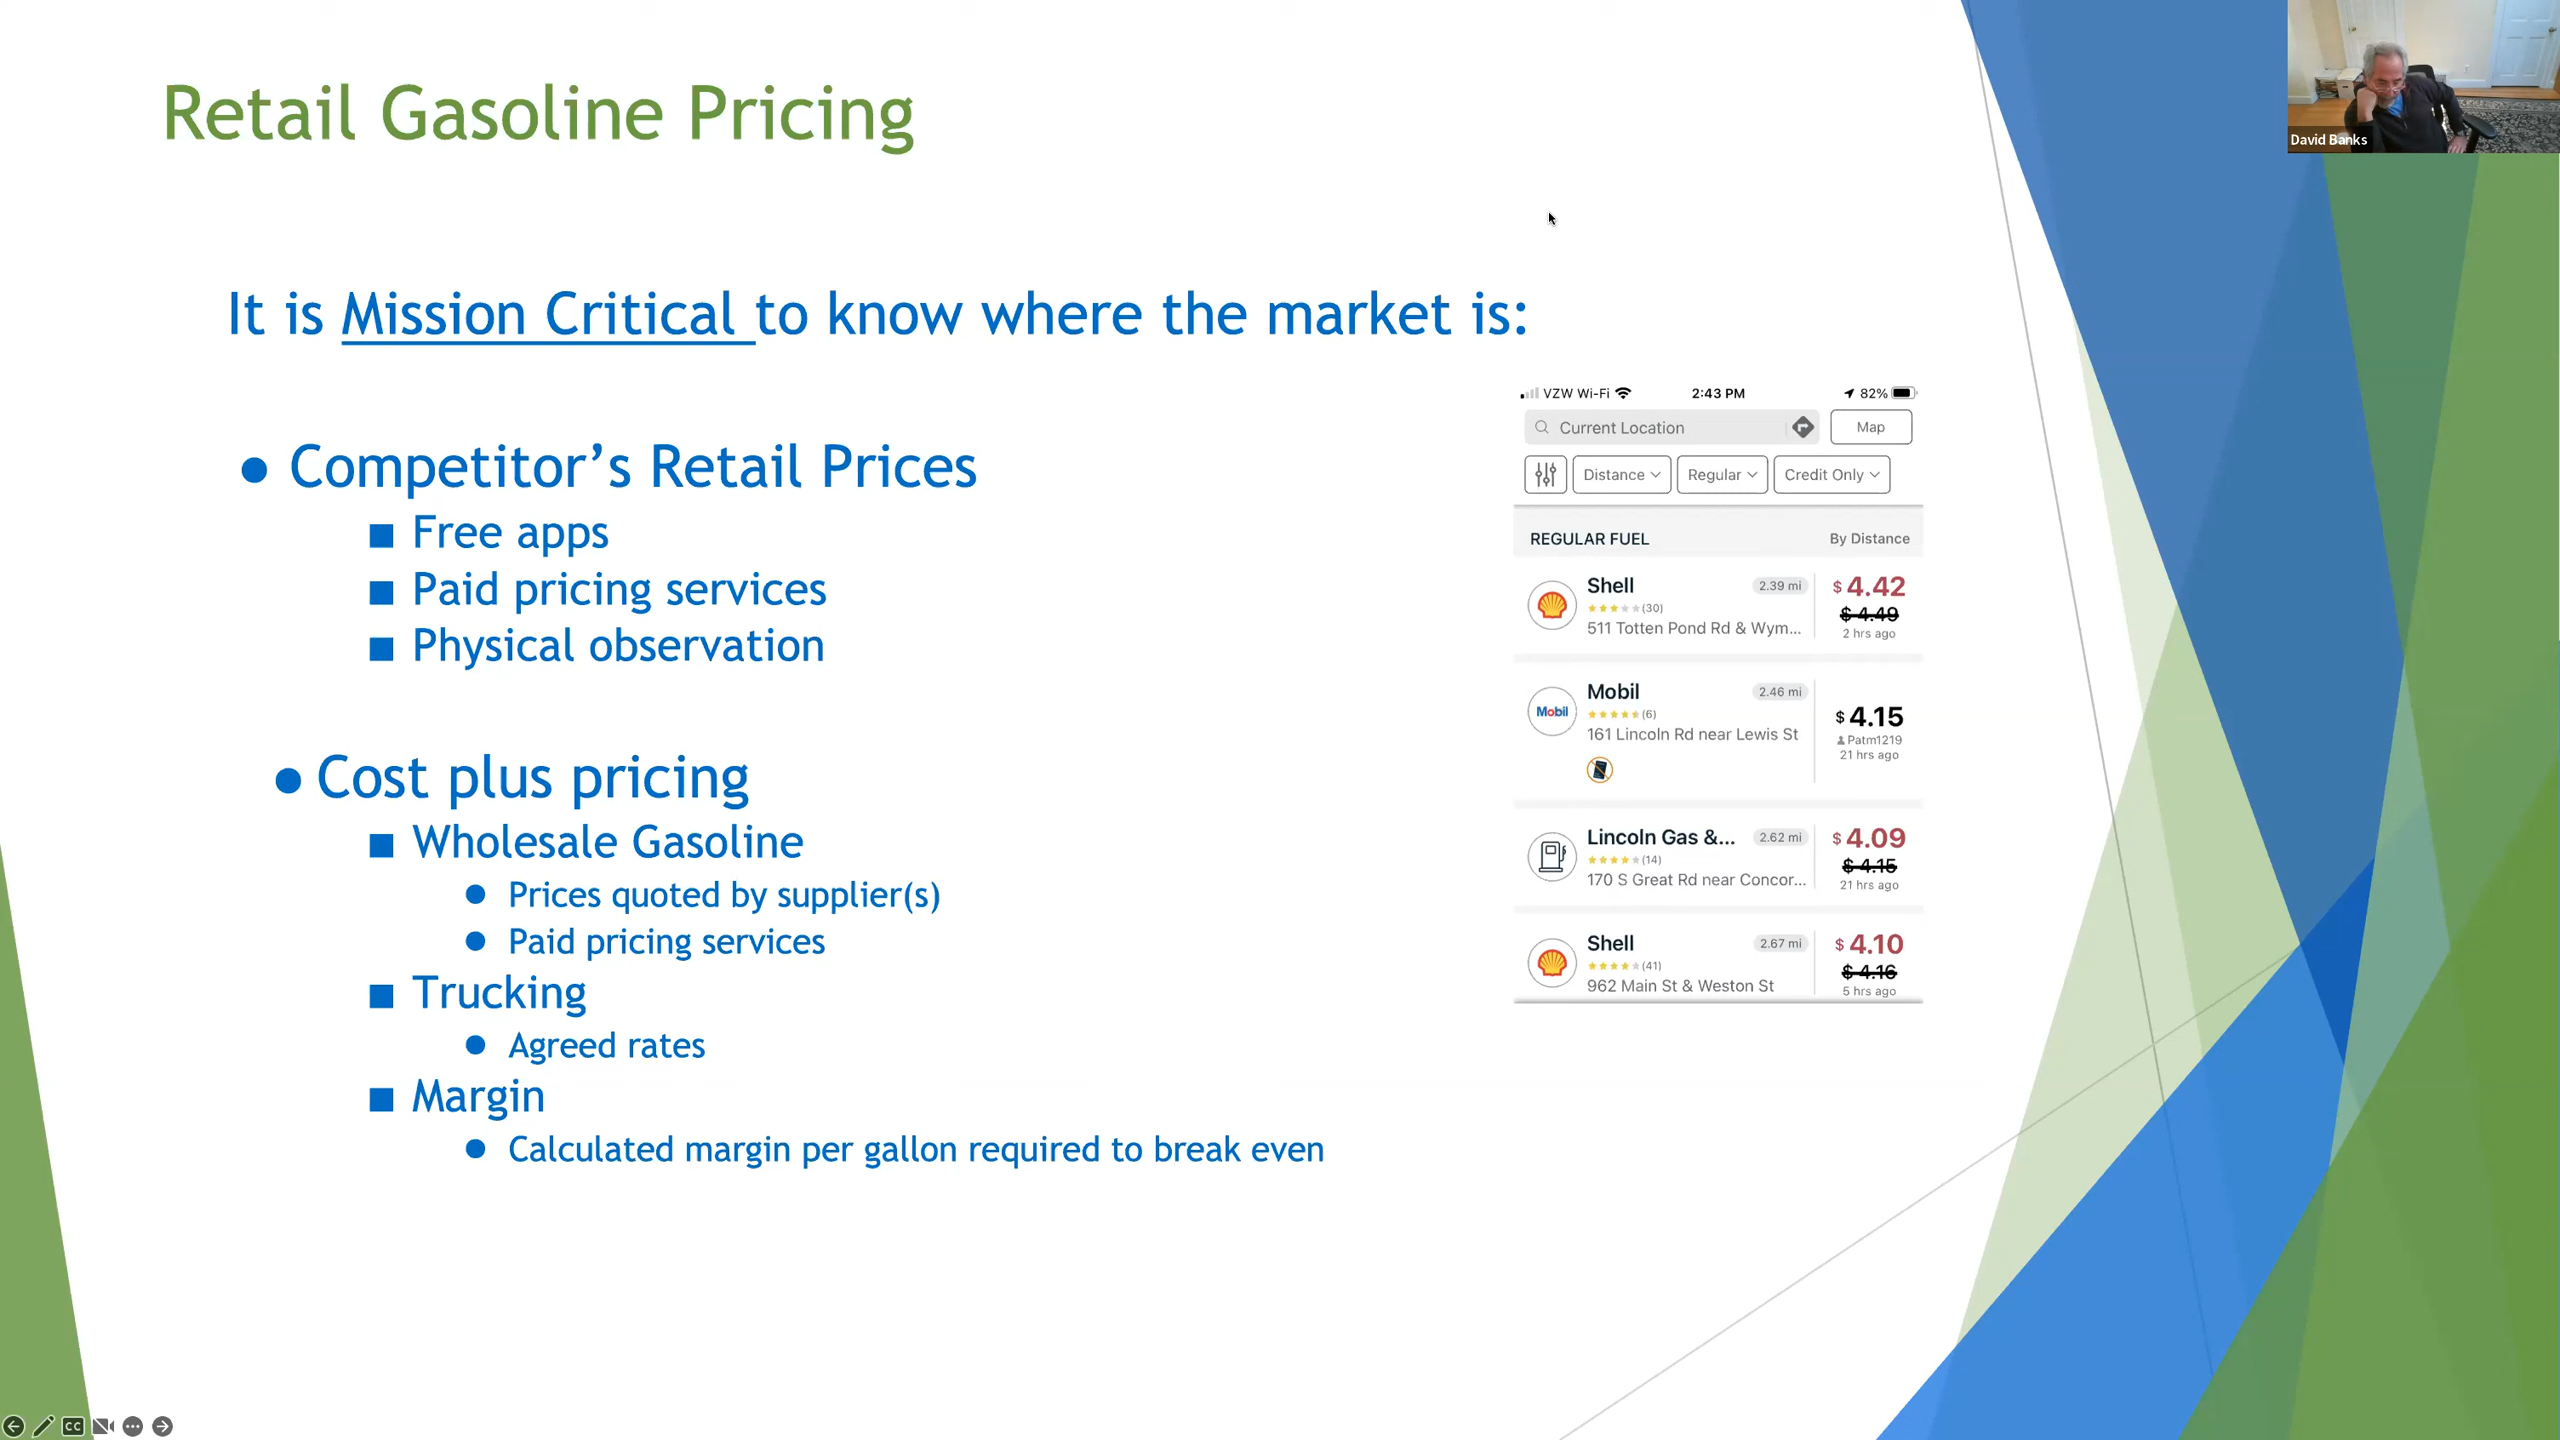 Retail Gasoline Pricing
David Banks
It is Mission Critical to know where the market is:
● Competitor’s Retail Prices
■ Free apps
■ Paid pricing services
■ Physical observation
● Cost plus pricing
■ Wholesale Gasoline
● Prices quoted by supplier(s)
● Paid pricing services
■ Trucking
● Agreed rates
■ Margin
● Calculated margin per gallon required to break even
VZW Wi-Fi 2:43 PM 82%
Current Location Map
Distance Regular Credit Only
REGULAR FUEL By Distance
Shell 2.39 mi $4.42
(30) $4.49
511 Totten Pond Rd & Wym... 2 hrs ago
Mobil 2.46 mi
Mobil (6) $4.15
161 Lincoln Rd near Lewis St Patm1219
21 hrs ago
Lincoln Gas &... 2.62 mi $4.09
(14) $4.15
170 S Great Rd near Concor... 21 hrs ago
Shell 2.67 mi $4.10
(41) $4.16
962 Main St & Weston St 5 hrs ago
CC